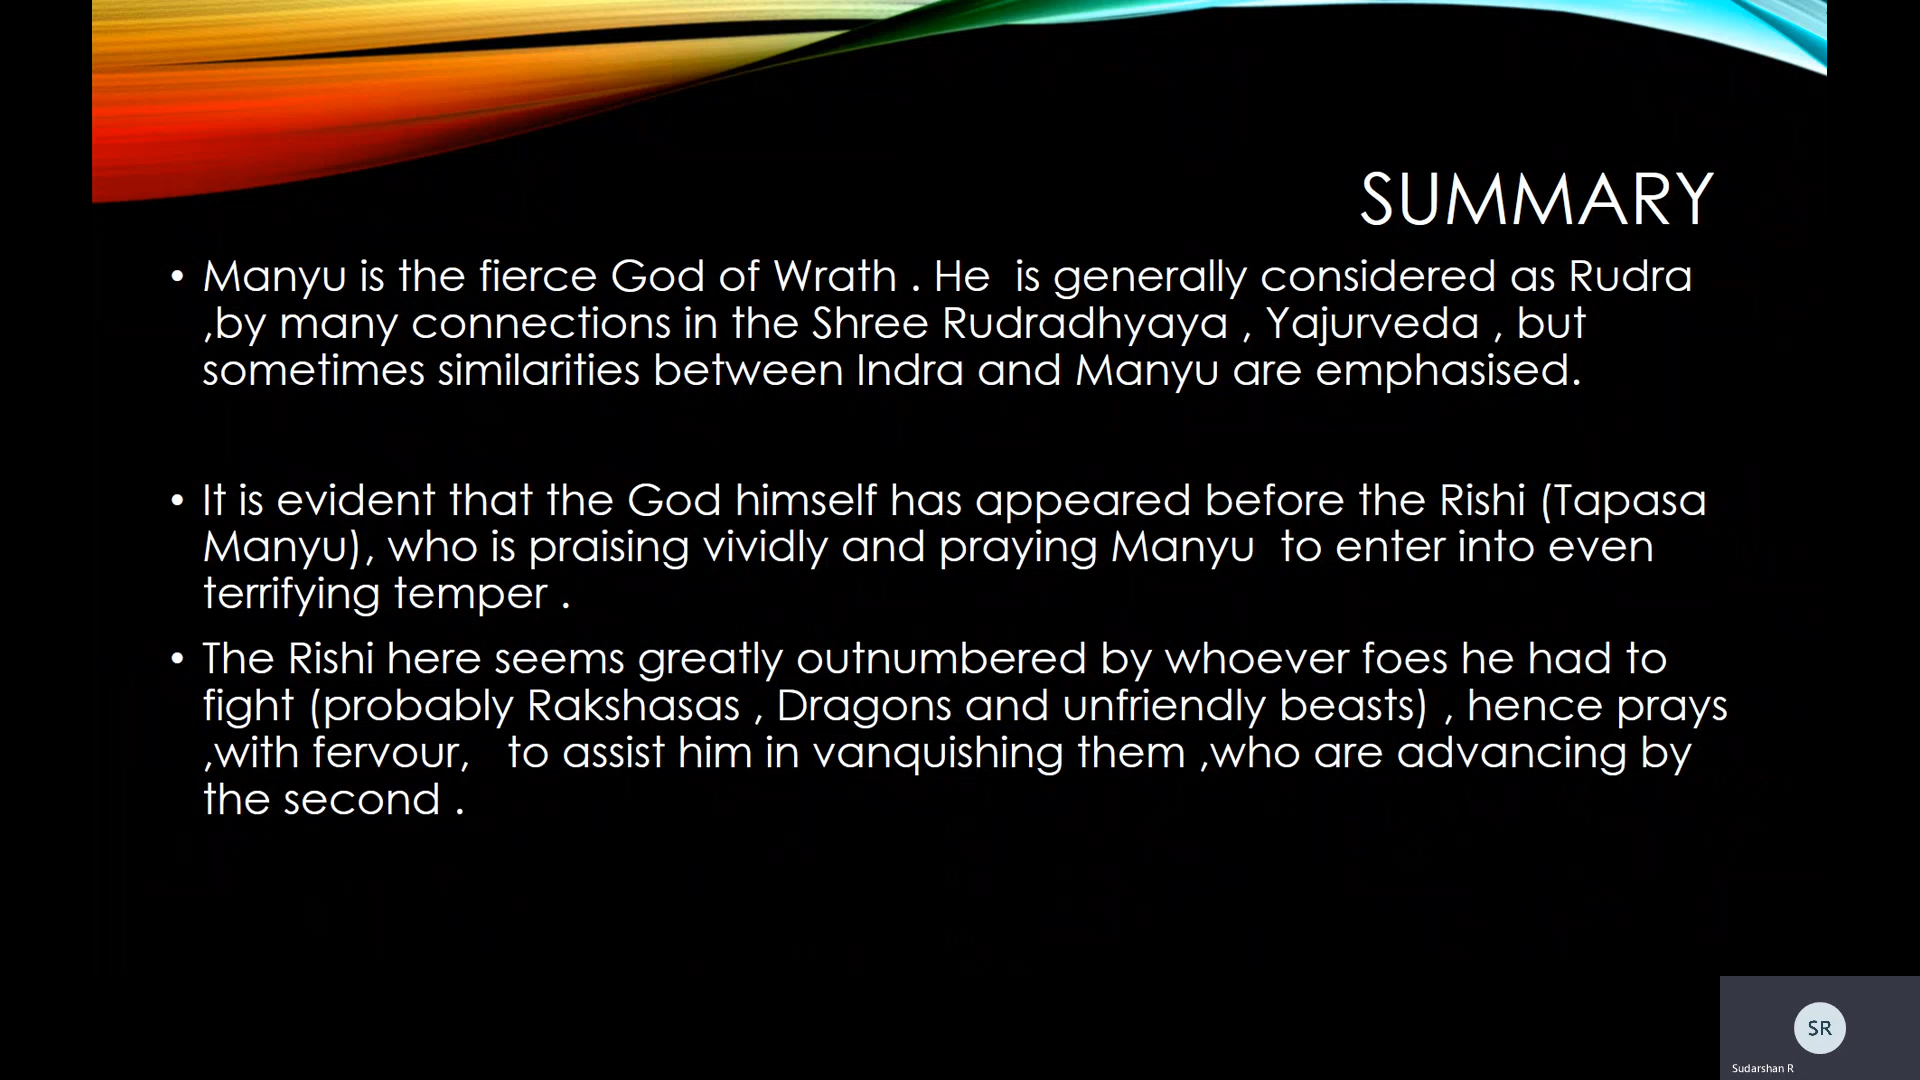 SUMMARY
• Manyu is the fierce God of Wrath . He  is generally considered as Rudra
,by many connections in the Shree Rudradhyaya , Yajurveda , but
sometimes similarities between Indra and Manyu are emphasised.
• It is evident that the God himself has appeared before the Rishi (Tapasa
Manyu), who is praising vividly and praying Manyu  to enter into even
terrifying temper .
• The Rishi here seems greatly outnumbered by whoever foes he had to
fight (probably Rakshasas , Dragons and unfriendly beasts) , hence prays
,with fervour,   to assist him in vanquishing them ,who are advancing by
the second .
SR
Sudarshan R